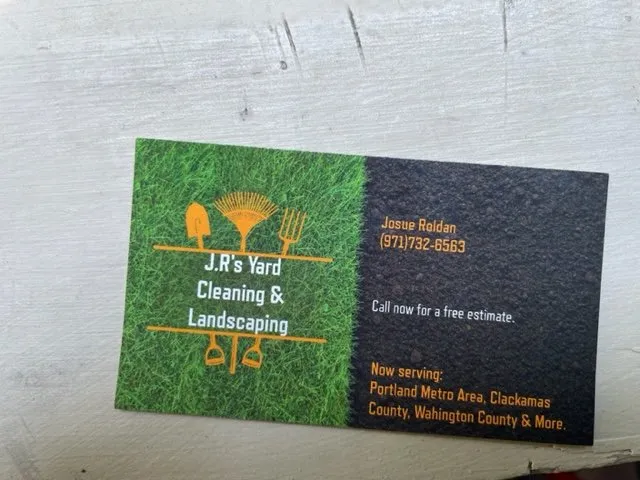 J.R's Yard
Cleaning &
Landscaping
Josue Roldan
(971)732-6563
Call now for a free estimate.
Now serving:
Portland Metro Area, Clackamas
County, Wahington County & More.